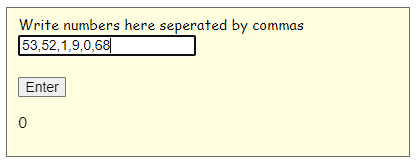 Write numbers here seperated by commas
53,52,1,9,0,68
Enter
0